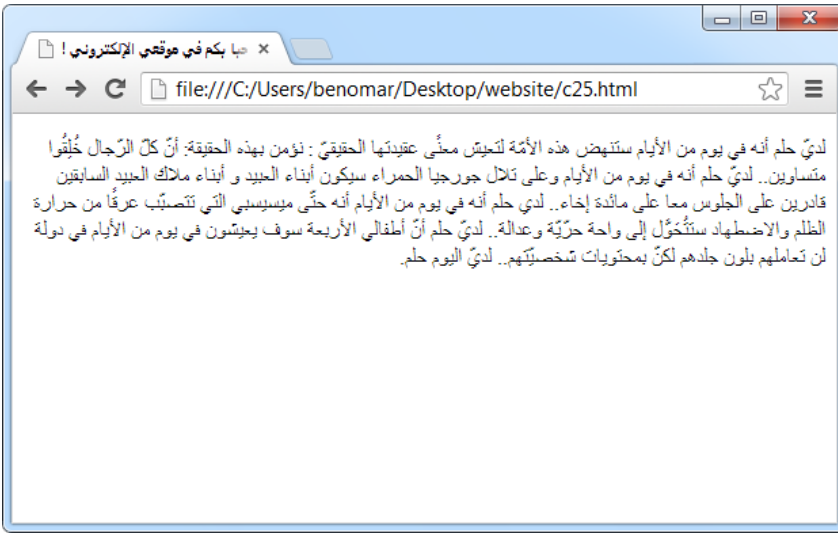 حبا بكم في موقعي الإلكتروني !
file:///C:/Users/benomar/Desktop/website/c25.html
لديّ حلم أنه في يوم من الأيام ستنهض هذه الأمّة لتعيش معنًى عقيدتها الحقيقيّ : نؤمن بهذه الحقيقة: أنّ كلّ الرّجال خُلِقُوا
متساوين.. لديّ حلم أنه في يوم من الأيام وعلى تلال جورجيا الحمراء سيكون أبناء العبيد و أبناء ملاك العبيد السابقين
قادرين على الجلوس معا على مائدة إخاء.. لدي حلم أنه في يوم من الأيام أنه حتّى ميسيسبي التي تتصبّب عرقًا من حرارة
الظلم والاضطهاد ستتُحَوَّل إلى واحة حرّيّة وعدالة.. لديّ حلم أنّ أطفالي الأربعة سوف يعيشون في يوم من الأيام في دولة
لن تعاملهم بلون جلدهم لكنّ بمحتويات شخصيّتهم.. لديّ اليوم حلم.